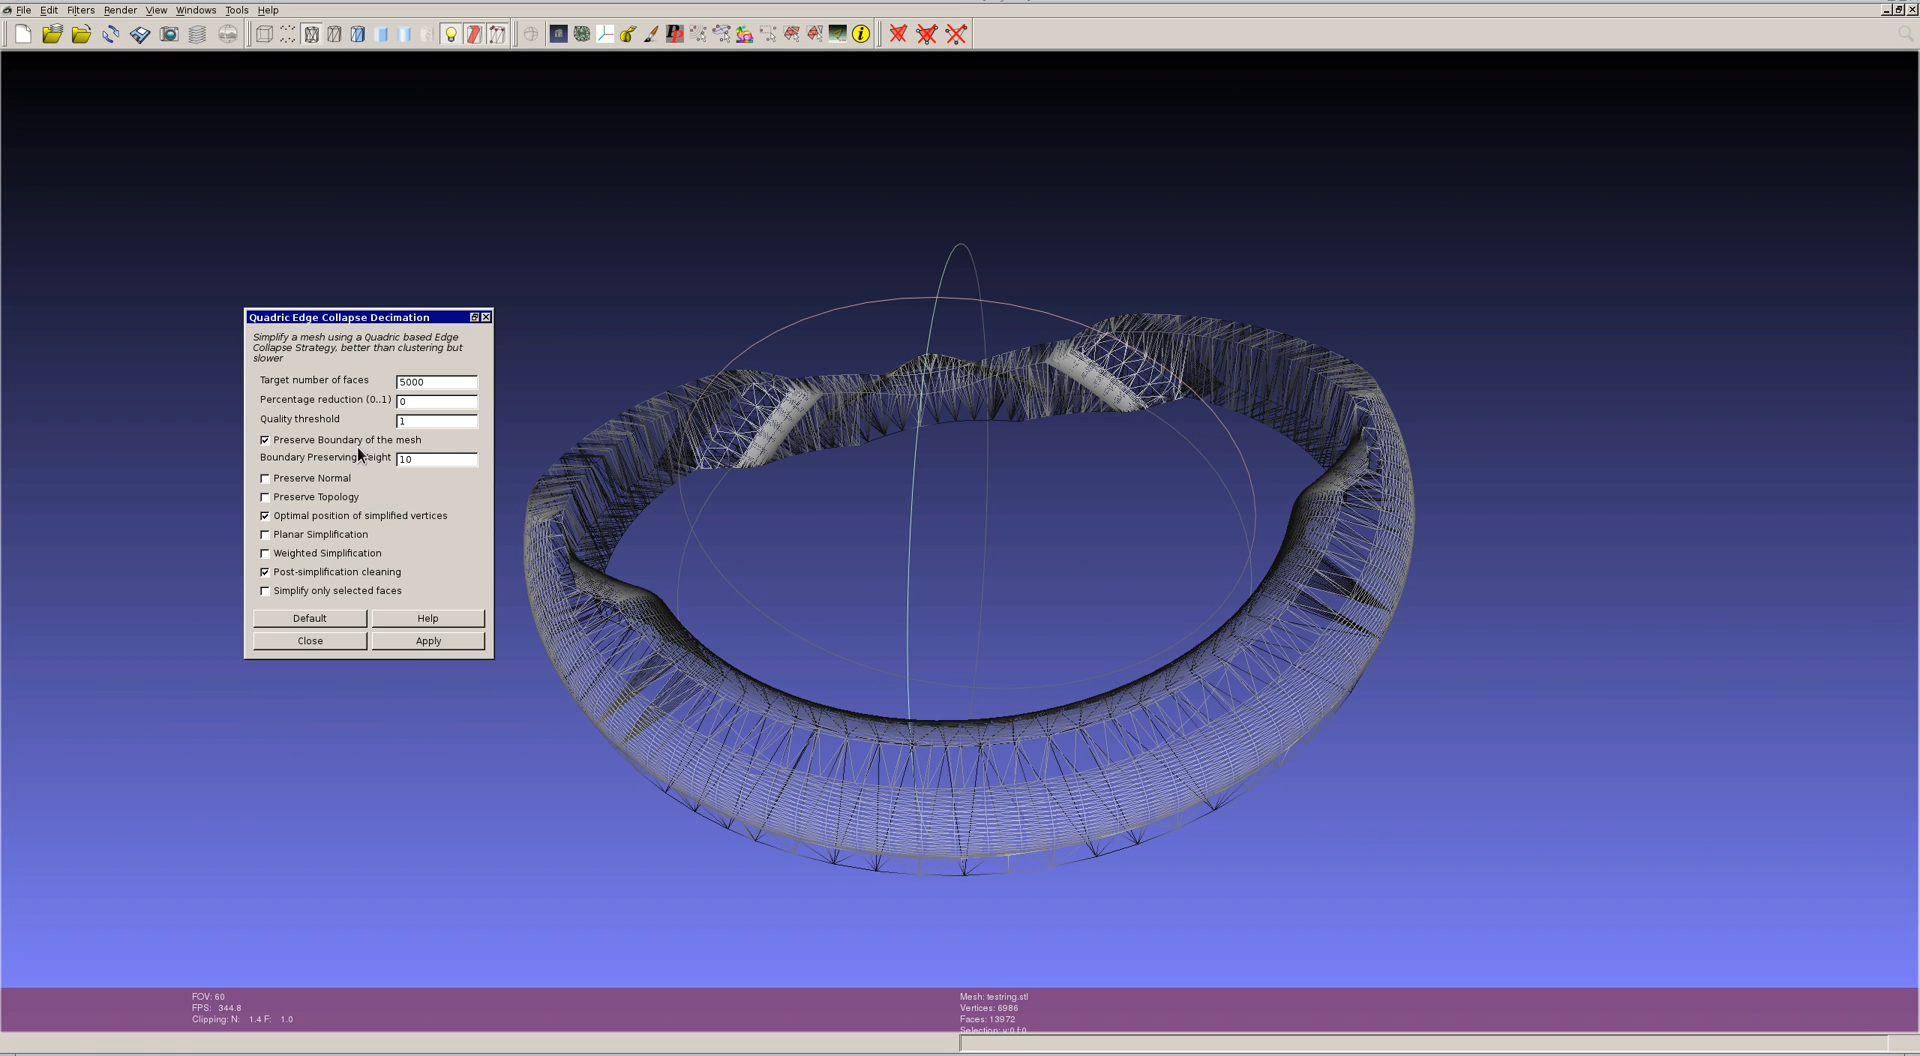 File Edit Filters Render View Windows Tools Help
Quadric Edge Collapse Decimation
Simplify a mesh using a Quadric based Edge
Collapse Strategy, better than clustering but
slower
Target number of faces 5000
Percentage reduction (0..1) 0
Quality threshold 1
Preserve Boundary of the mesh
Boundary Preserving 10
Preserve Normal
Preserve Topology
Optimal position of simplified vertices
Planar Simplification
Weighted Simplification
Post-simplification cleaning
Simplify only selected faces
Default Help
Close Apply
FOV: 60
FPS: 344.8
Clipping: N: 1.4 F: 1.0
Mesh: testring.stl
Vertices: 6986
Faces: 13972
Selection: v:0 f:0